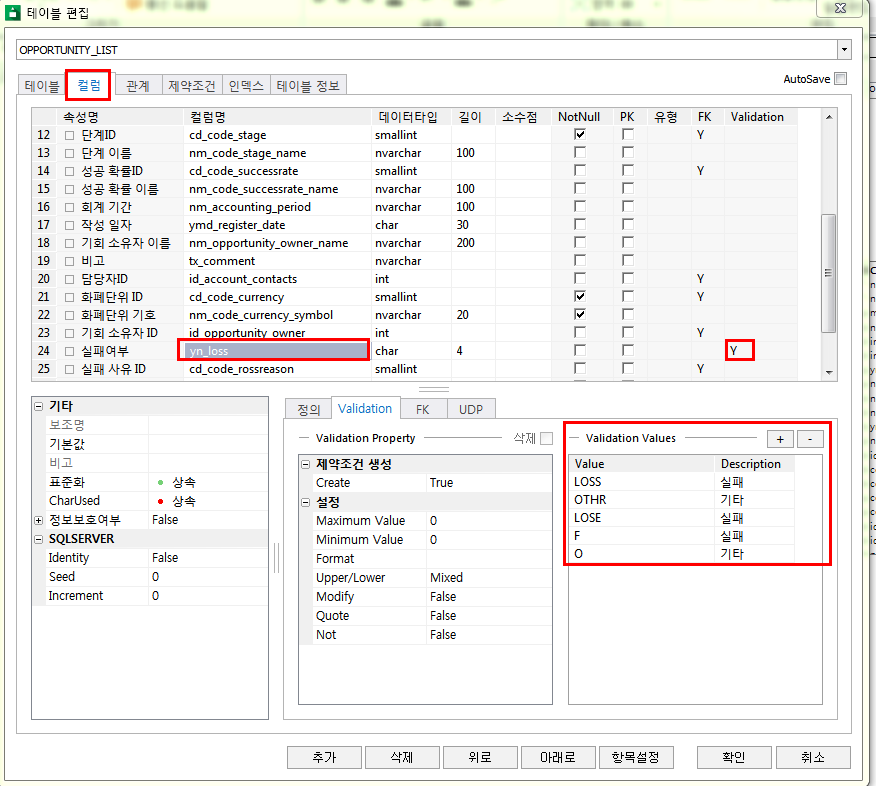 테이블 편집
OPPORTUNITY_LIST
테이블 컬럼 관계 제약조건 인덱스 테이블 정보 AutoSave
속성명 컬럼명 데이터타입 길이 소수점 NotNull PK 유형 FK Validation
12 단계ID cd_code_stage smallint Y
13 단계 이름 nm_code_stage_name nvarchar 100
14 성공 확률ID cd_code_successrate smallint Y
15 성공 확률 이름 nm_code_successrate_name nvarchar 100
16 회계 기간 nm_accounting_period nvarchar 100
17 작성 일자 ymd_register_date char 30
18 기회 소유자 이름 nm_opportunity_owner_name nvarchar 200
19 비고 tx_comment nvarchar
20 담당자ID id_account_contacts int Y
21 화폐단위 ID cd_code_currency smallint Y
22 화폐단위 기호 nm_code_currency_symbol nvarchar 20
23 기회 소유자 ID id_opportunity_owner int Y
24 실패여부 yn_loss char 4 Y
25 실패 사유 ID cd_code_rossreason smallint Y
기타
보조명
기본값
비고
표준화 상속
CharUsed 상속
정보보호여부 False
SQLSERVER
Identity False
Seed 0
Increment 0
정의 Validation FK UDP
Validation Property 삭제
제약조건 생성
Create True
설정
Maximum Value 0
Minimum Value 0
Format
Upper/Lower Mixed
Modify False
Quote False
Not False
Validation Values + -
Value Description
LOSS 실패
OTHR 기타
LOSE 실패
F 실패
O 기타
추가 삭제 위로 아래로 항목설정 확인 취소